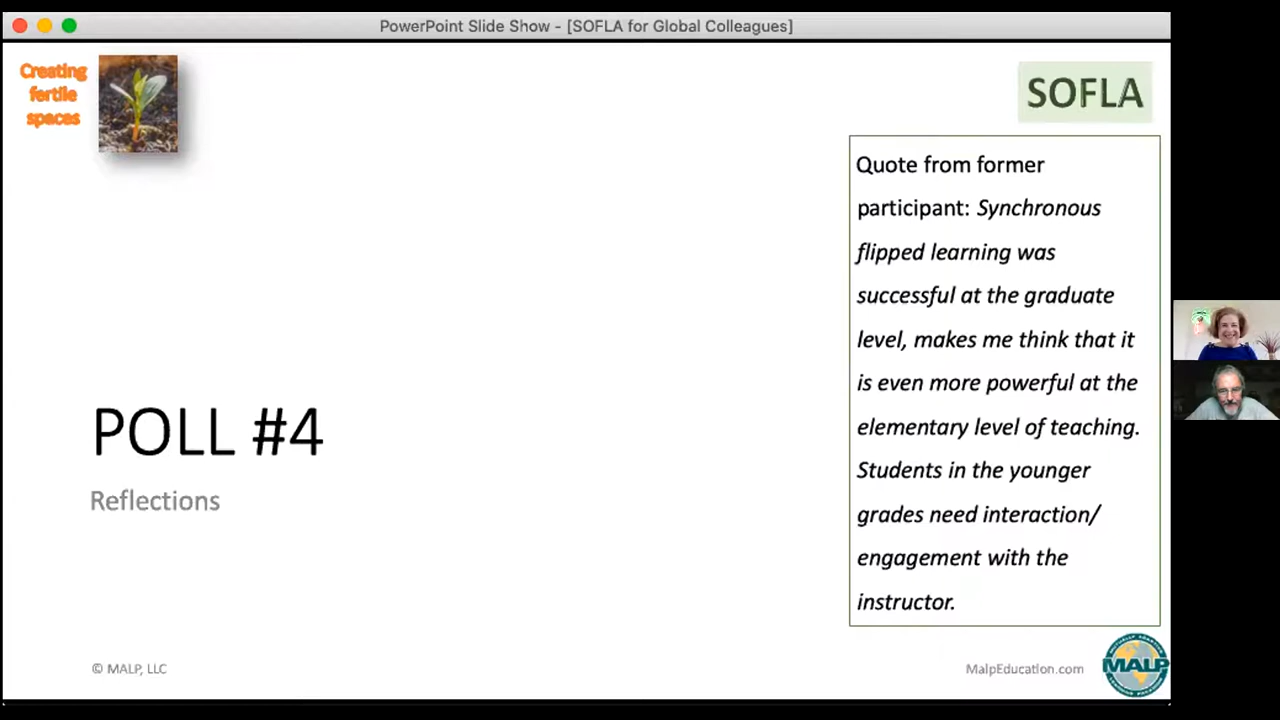 PowerPoint Slide Show - [SOFLA for Global Colleagues]
Creating
fertile
spaces
SOFLA
Quote from former
participant: Synchronous
flipped learning was
successful at the graduate
level, makes me think that it
is even more powerful at the
elementary level of teaching.
Students in the younger
grades need interaction/
engagement with the
instructor.
POLL #4
Reflections
© MALP, LLC
MalpEducation.com
MALP